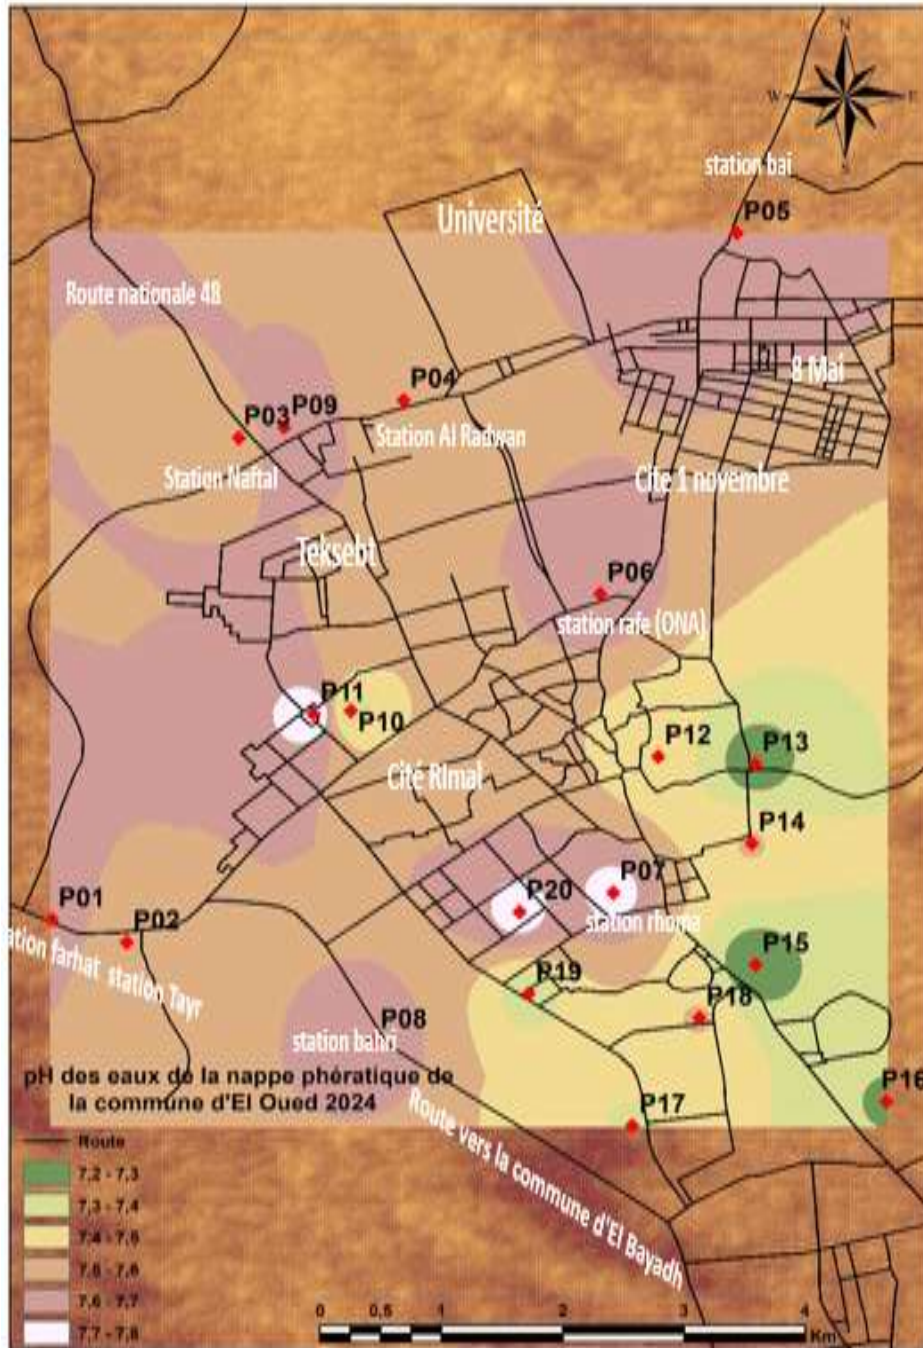 N
W
E
S
station bai
P05
Université
Route nationale 48
8 Mai
P04
P03
P09
Station Al Radwan
Station Naftal
Cite 1 novembre
Teksebt
P06
station rafe (ONA)
P11
P10
P12
P13
Cité RImal
P14
P07
P20
P01
station rhoma
P02
ation farhat
station Tayr
P15
P19
P18
P08
station bahri
pH des eaux de la nappe phératique de
la commune d'El Oued 2024
P16
P17
Route vers la commune d'El Bayadh
Route
7,2 - 7,3
7,3 - 7,4
7,4 - 7,5
7,5 - 7,6
7,6 - 7,7
7,7 - 7,8
0 0,5 1 2 3 4
Km